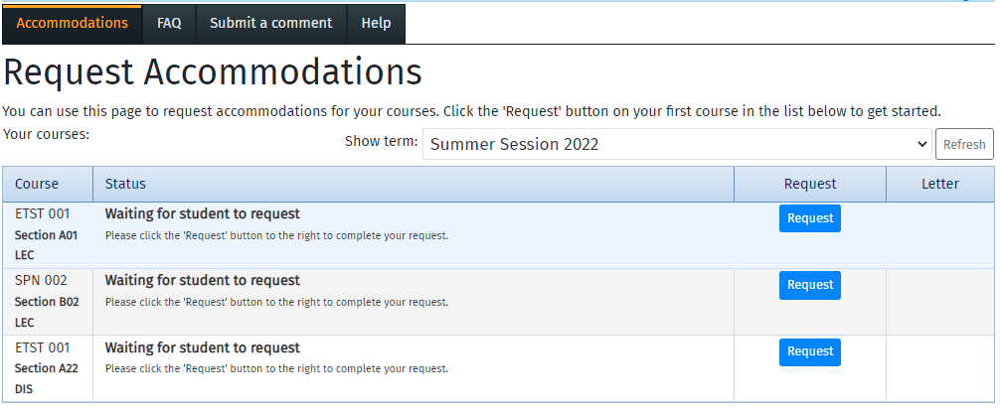 Accommodations FAQ Submit a comment Help
Request Accommodations
You can use this page to request accommodations for your courses. Click the 'Request' button on your first course in the list below to get started.
Your courses:
Show term: Summer Session 2022 Refresh
Course Status Request Letter
ETST 001 Waiting for student to request Request
Section A01 Please click the 'Request' button to the right to complete your request.
LEC
SPN 002 Waiting for student to request Request
Section B02 Please click the 'Request' button to the right to complete your request.
LEC
ETST 001 Waiting for student to request Request
Section A22 Please click the 'Request' button to the right to complete your request.
DIS